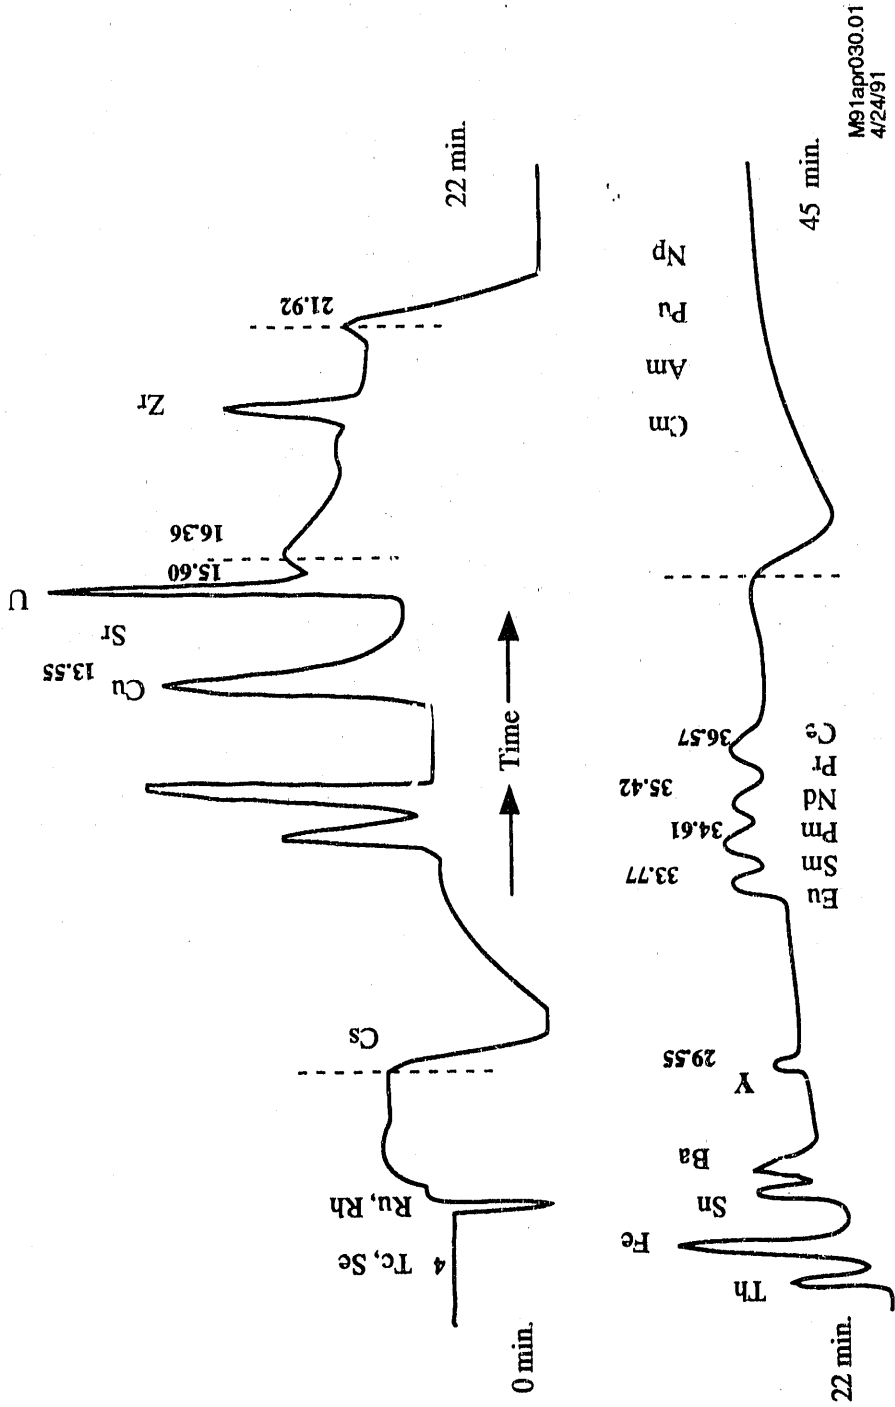 U
Zr
Sr
Cu
13.55
15.60
16.36
21.92
Cs
Ru, Rh
Tc, Se
4
Time
0 min.
22 min.
Np
Pu
Am
Cm
33.77
34.61
35.42
36.57
Eu
Sm
Pm
Nd
Pr
Ce
29.55
Y
Ba
Sn
Fe
Th
22 min.
45 min.
M91apr030.01
4/24/91